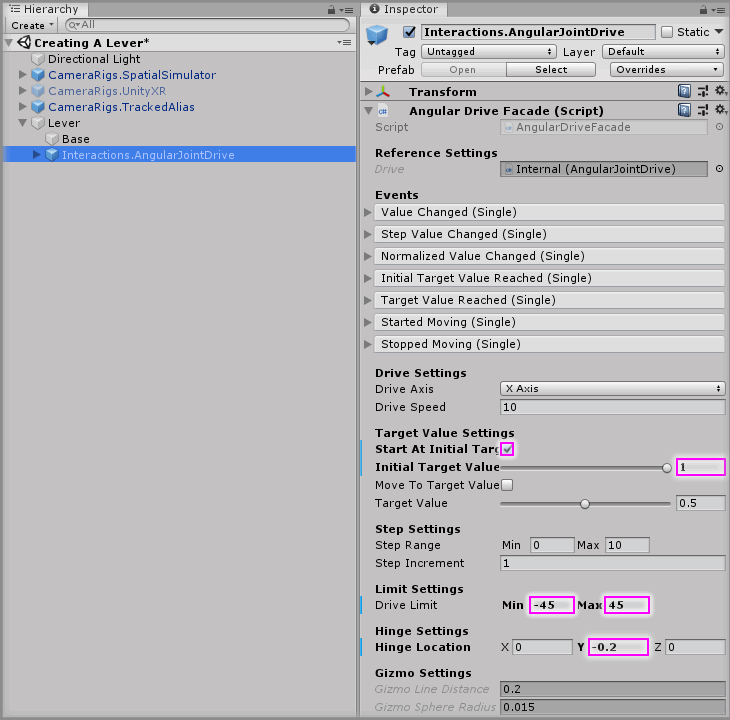 Hierarchy
Create All
Creating A Lever*
Directional Light
CameraRigs.SpatialSimulator
CameraRigs.UnityXR
CameraRigs.TrackedAlias
Lever
Base
Interactions.AngularJointDrive
Inspector
Interactions.AngularJointDrive Static
Tag Untagged Layer Default
Prefab Open Select Overrides
Transform
Angular Drive Facade (Script)
Script AngularDriveFacade
Reference Settings
Drive Internal (AngularJointDrive)
Events
Value Changed (Single)
Step Value Changed (Single)
Normalized Value Changed (Single)
Initial Target Value Reached (Single)
Target Value Reached (Single)
Started Moving (Single)
Stopped Moving (Single)
Drive Settings
Drive Axis X Axis
Drive Speed 10
Target Value Settings
Start At Initial Targ
Initial Target Value 1
Move To Target Value
Target Value 0.5
Step Settings
Step Range Min 0 Max 10
Step Increment 1
Limit Settings
Drive Limit Min -45 Max 45
Hinge Settings
Hinge Location X 0 Y -0.2 Z 0
Gizmo Settings
Gizmo Line Distance 0.2
Gizmo Sphere Radius 0.015